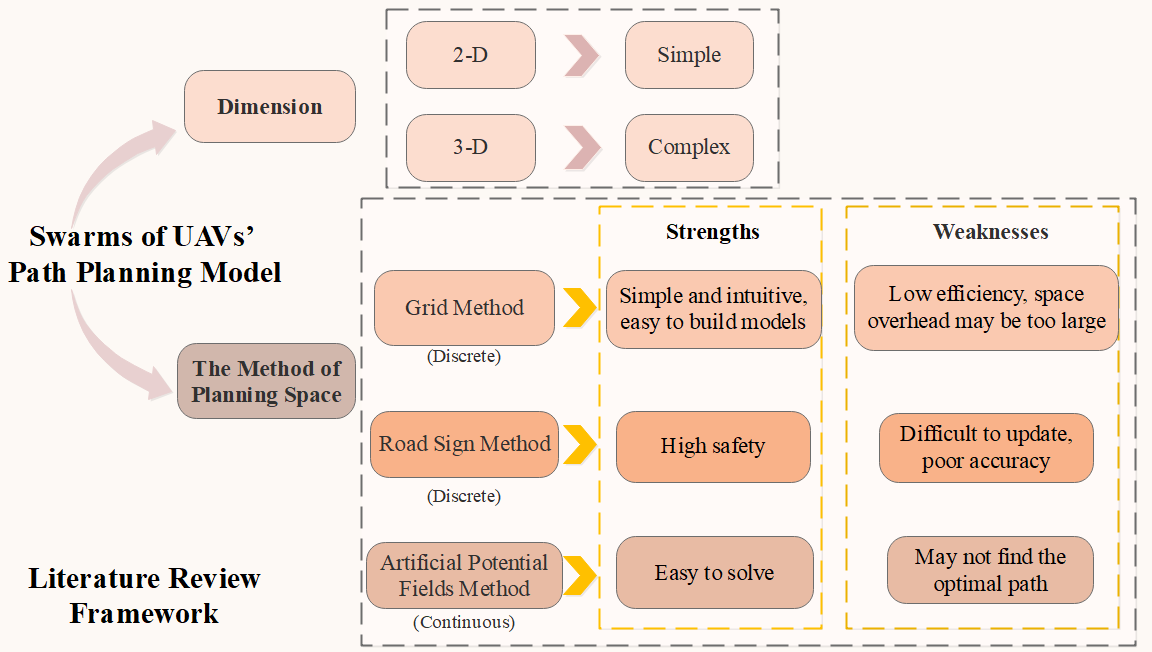 2-D
Simple
Dimension
3-D
Complex
Swarms of UAVs’
Path Planning Model
Strengths
Weaknesses
Grid Method
(Discrete)
Simple and intuitive,
easy to build models
Low efficiency, space
overhead may be too large
The Method of
Planning Space
Road Sign Method
(Discrete)
High safety
Difficult to update,
poor accuracy
Artificial Potential
Fields Method
(Continuous)
Easy to solve
May not find the
optimal path
Literature Review
Framework